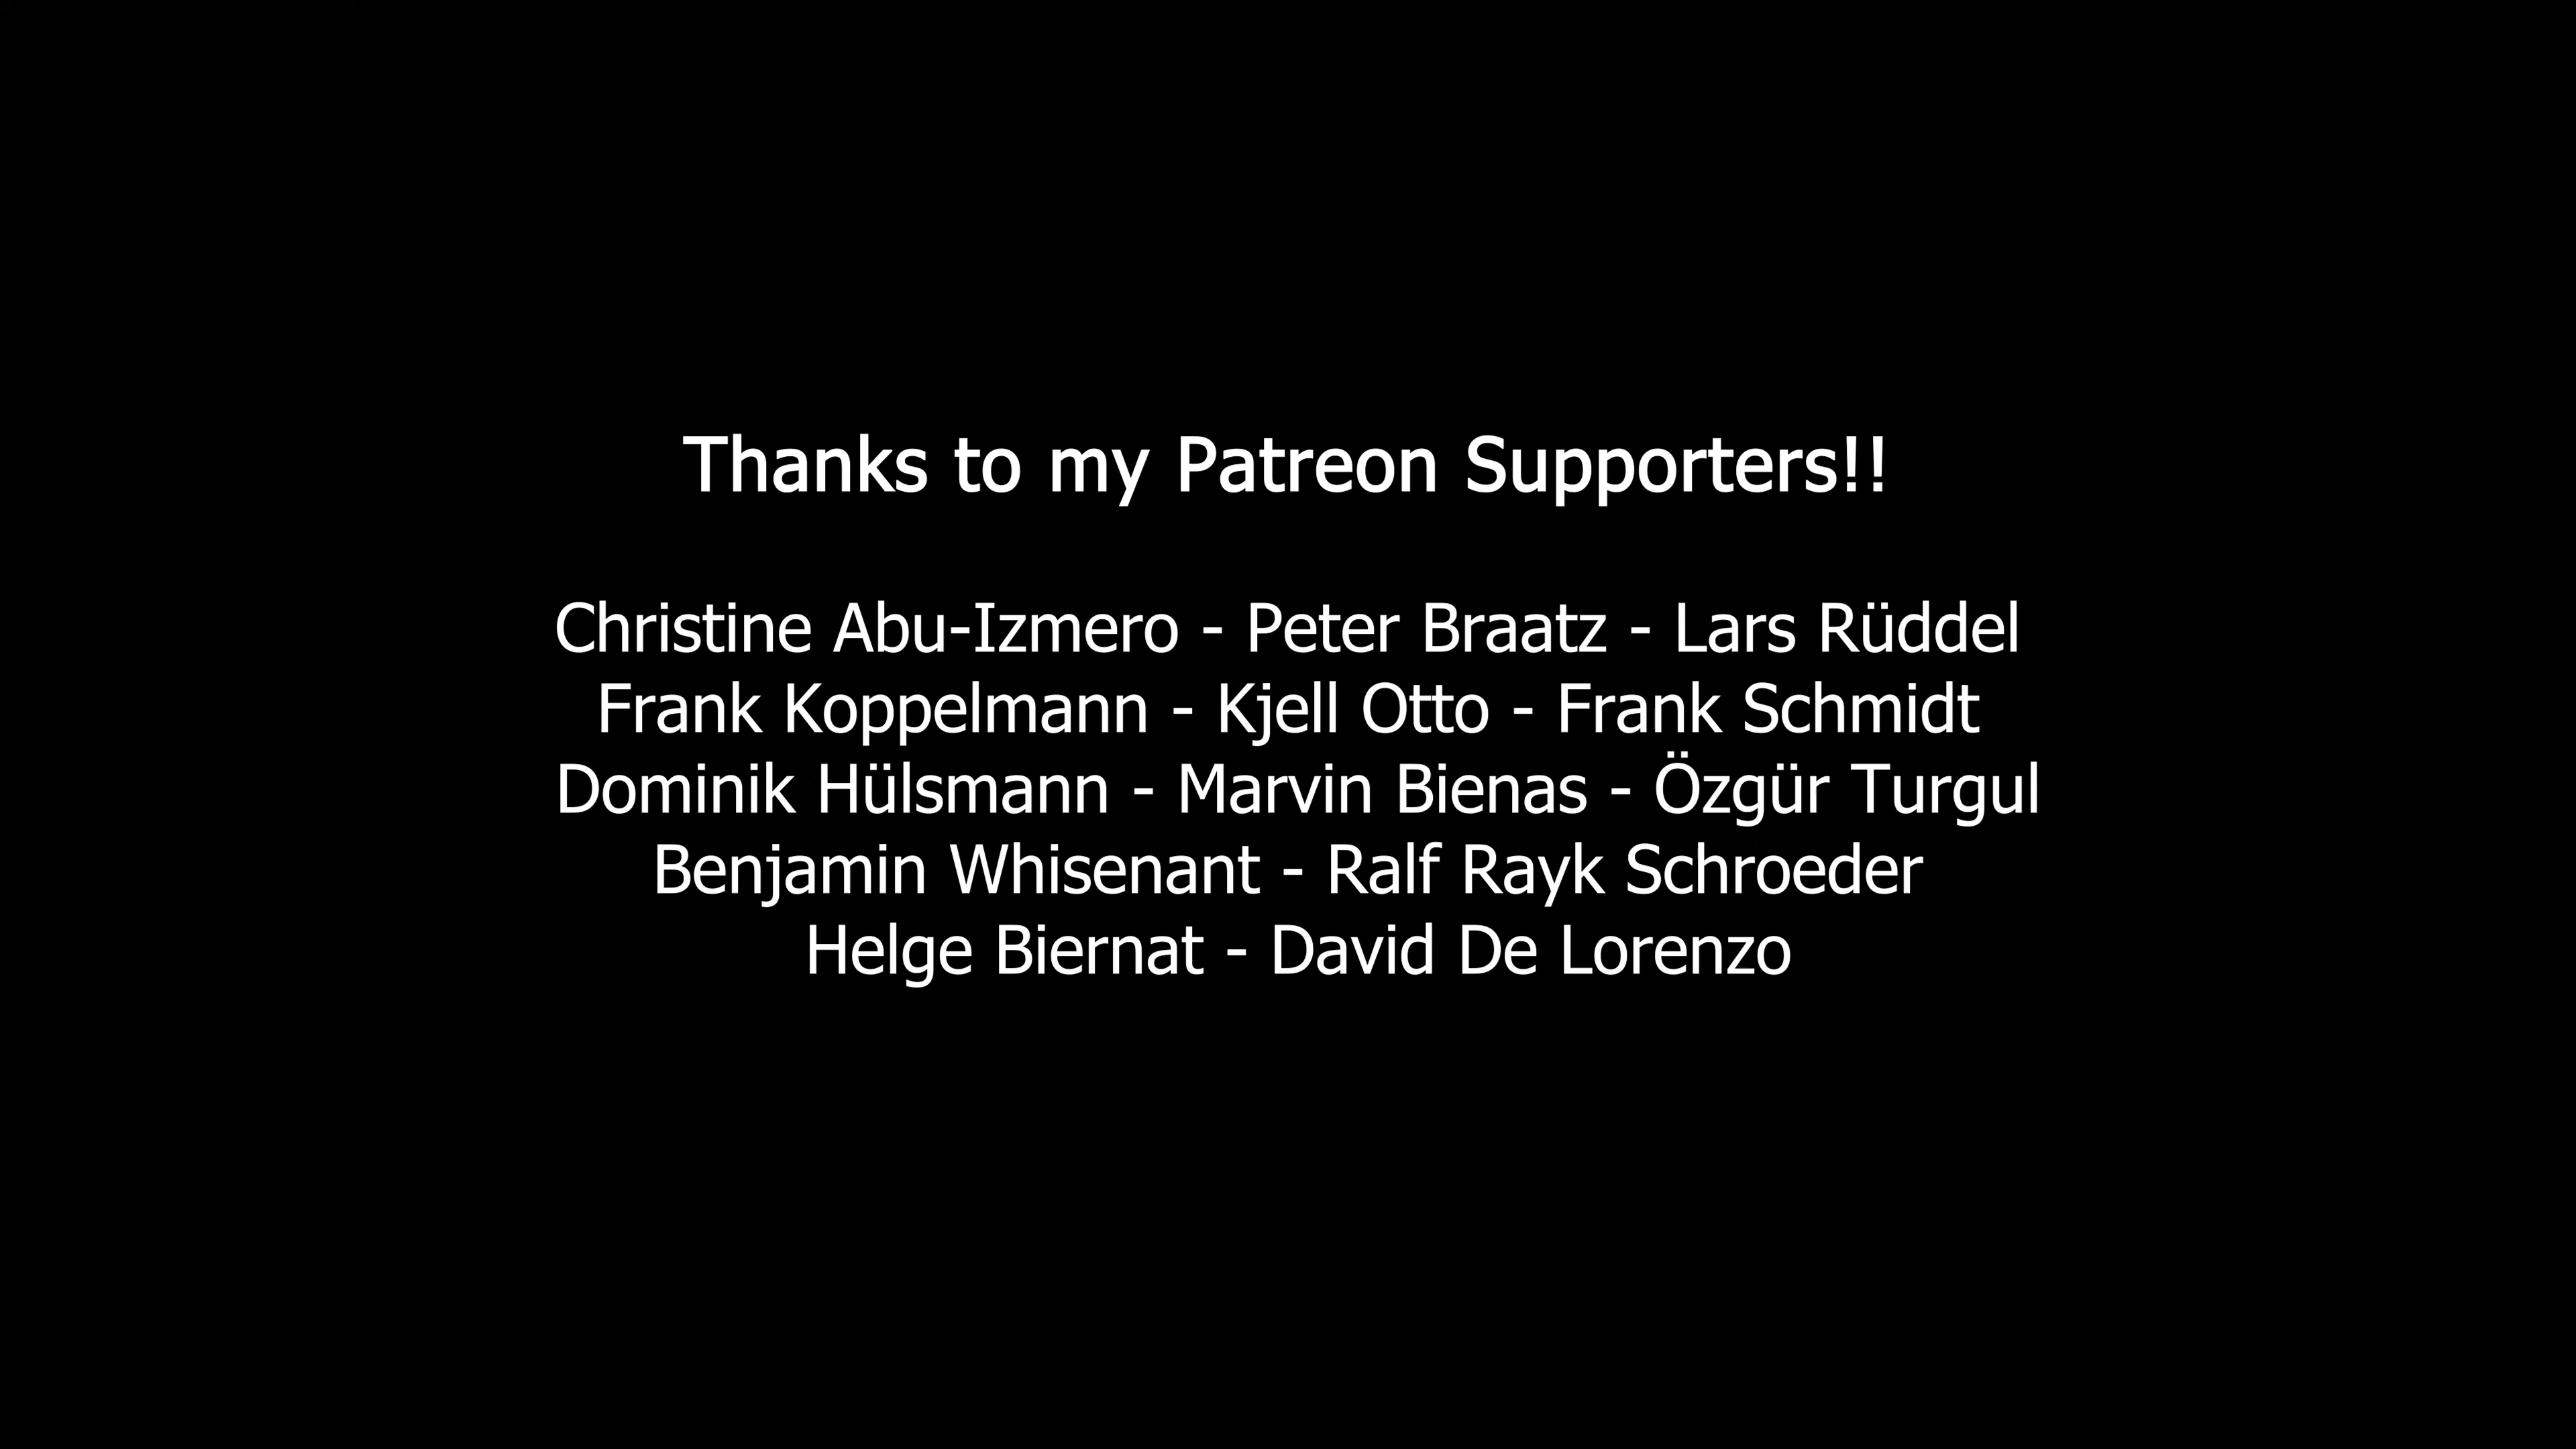 Thanks to my Patreon Supporters!!
Christine Abu-Izmero - Peter Braatz - Lars Rüddel
Frank Koppelmann - Kjell Otto - Frank Schmidt
Dominik Hülsmann - Marvin Bienas - Özgür Turgul
Benjamin Whisenant - Ralf Rayk Schroeder
Helge Biernat - David De Lorenzo